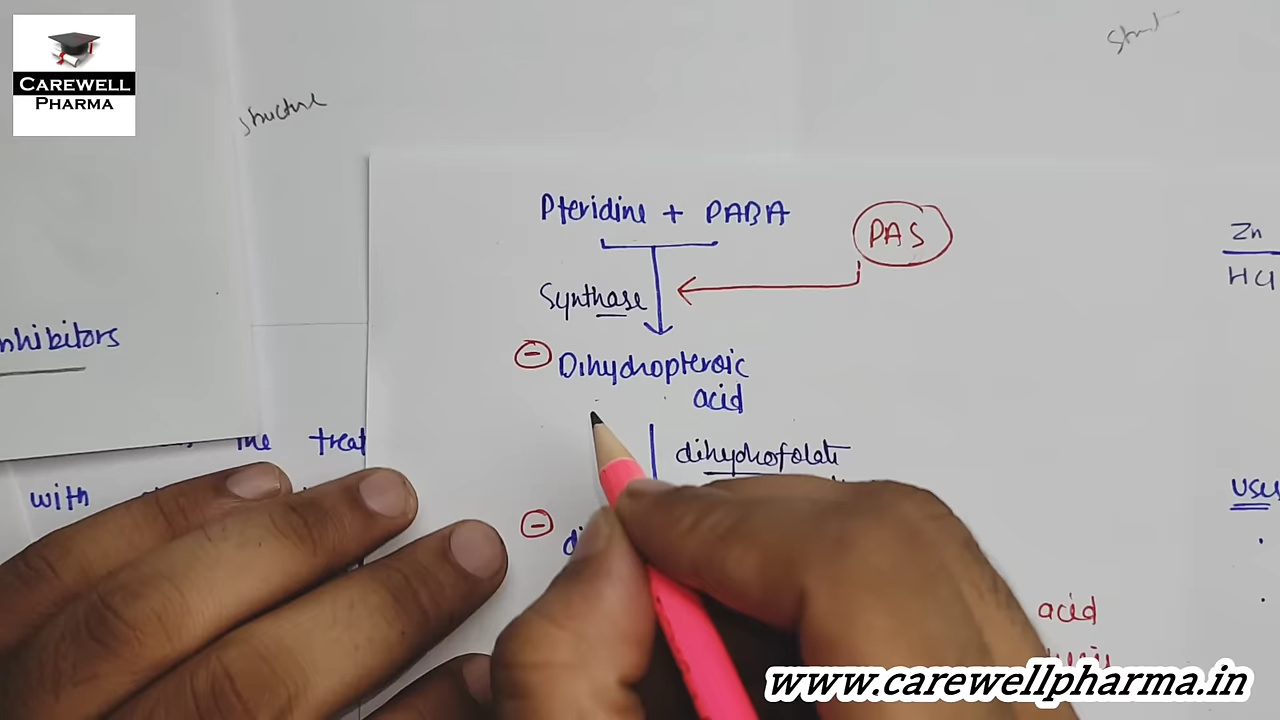 CAREWELL
PHARMA
structure
Pteridine + PABA
PAS
Synthase
Dihydropteroic
acid
dihydrofolate
nhibitors
the treat
with
Zn
HCl
uses
acid
www.carewellpharma.in